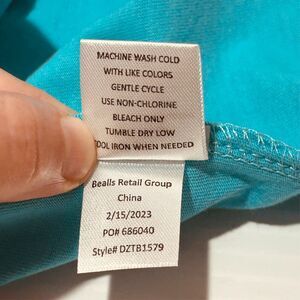 MACHINE WASH COLD
WITH LIKE COLORS
GENTLE CYCLE
USE NON-CHLORINE
BLEACH ONLY
TUMBLE DRY LOW
OOL IRON WHEN NEEDED
Bealls Retail Group
China
2/15/2023
PO# 686040
Style# DZTB1579